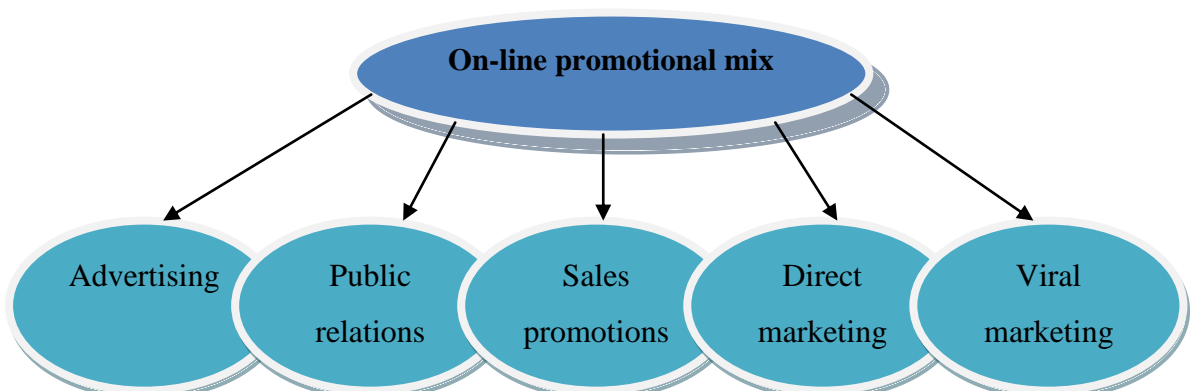 On-line promotional mix
Advertising
Public
relations
Sales
promotions
Direct
marketing
Viral
marketing